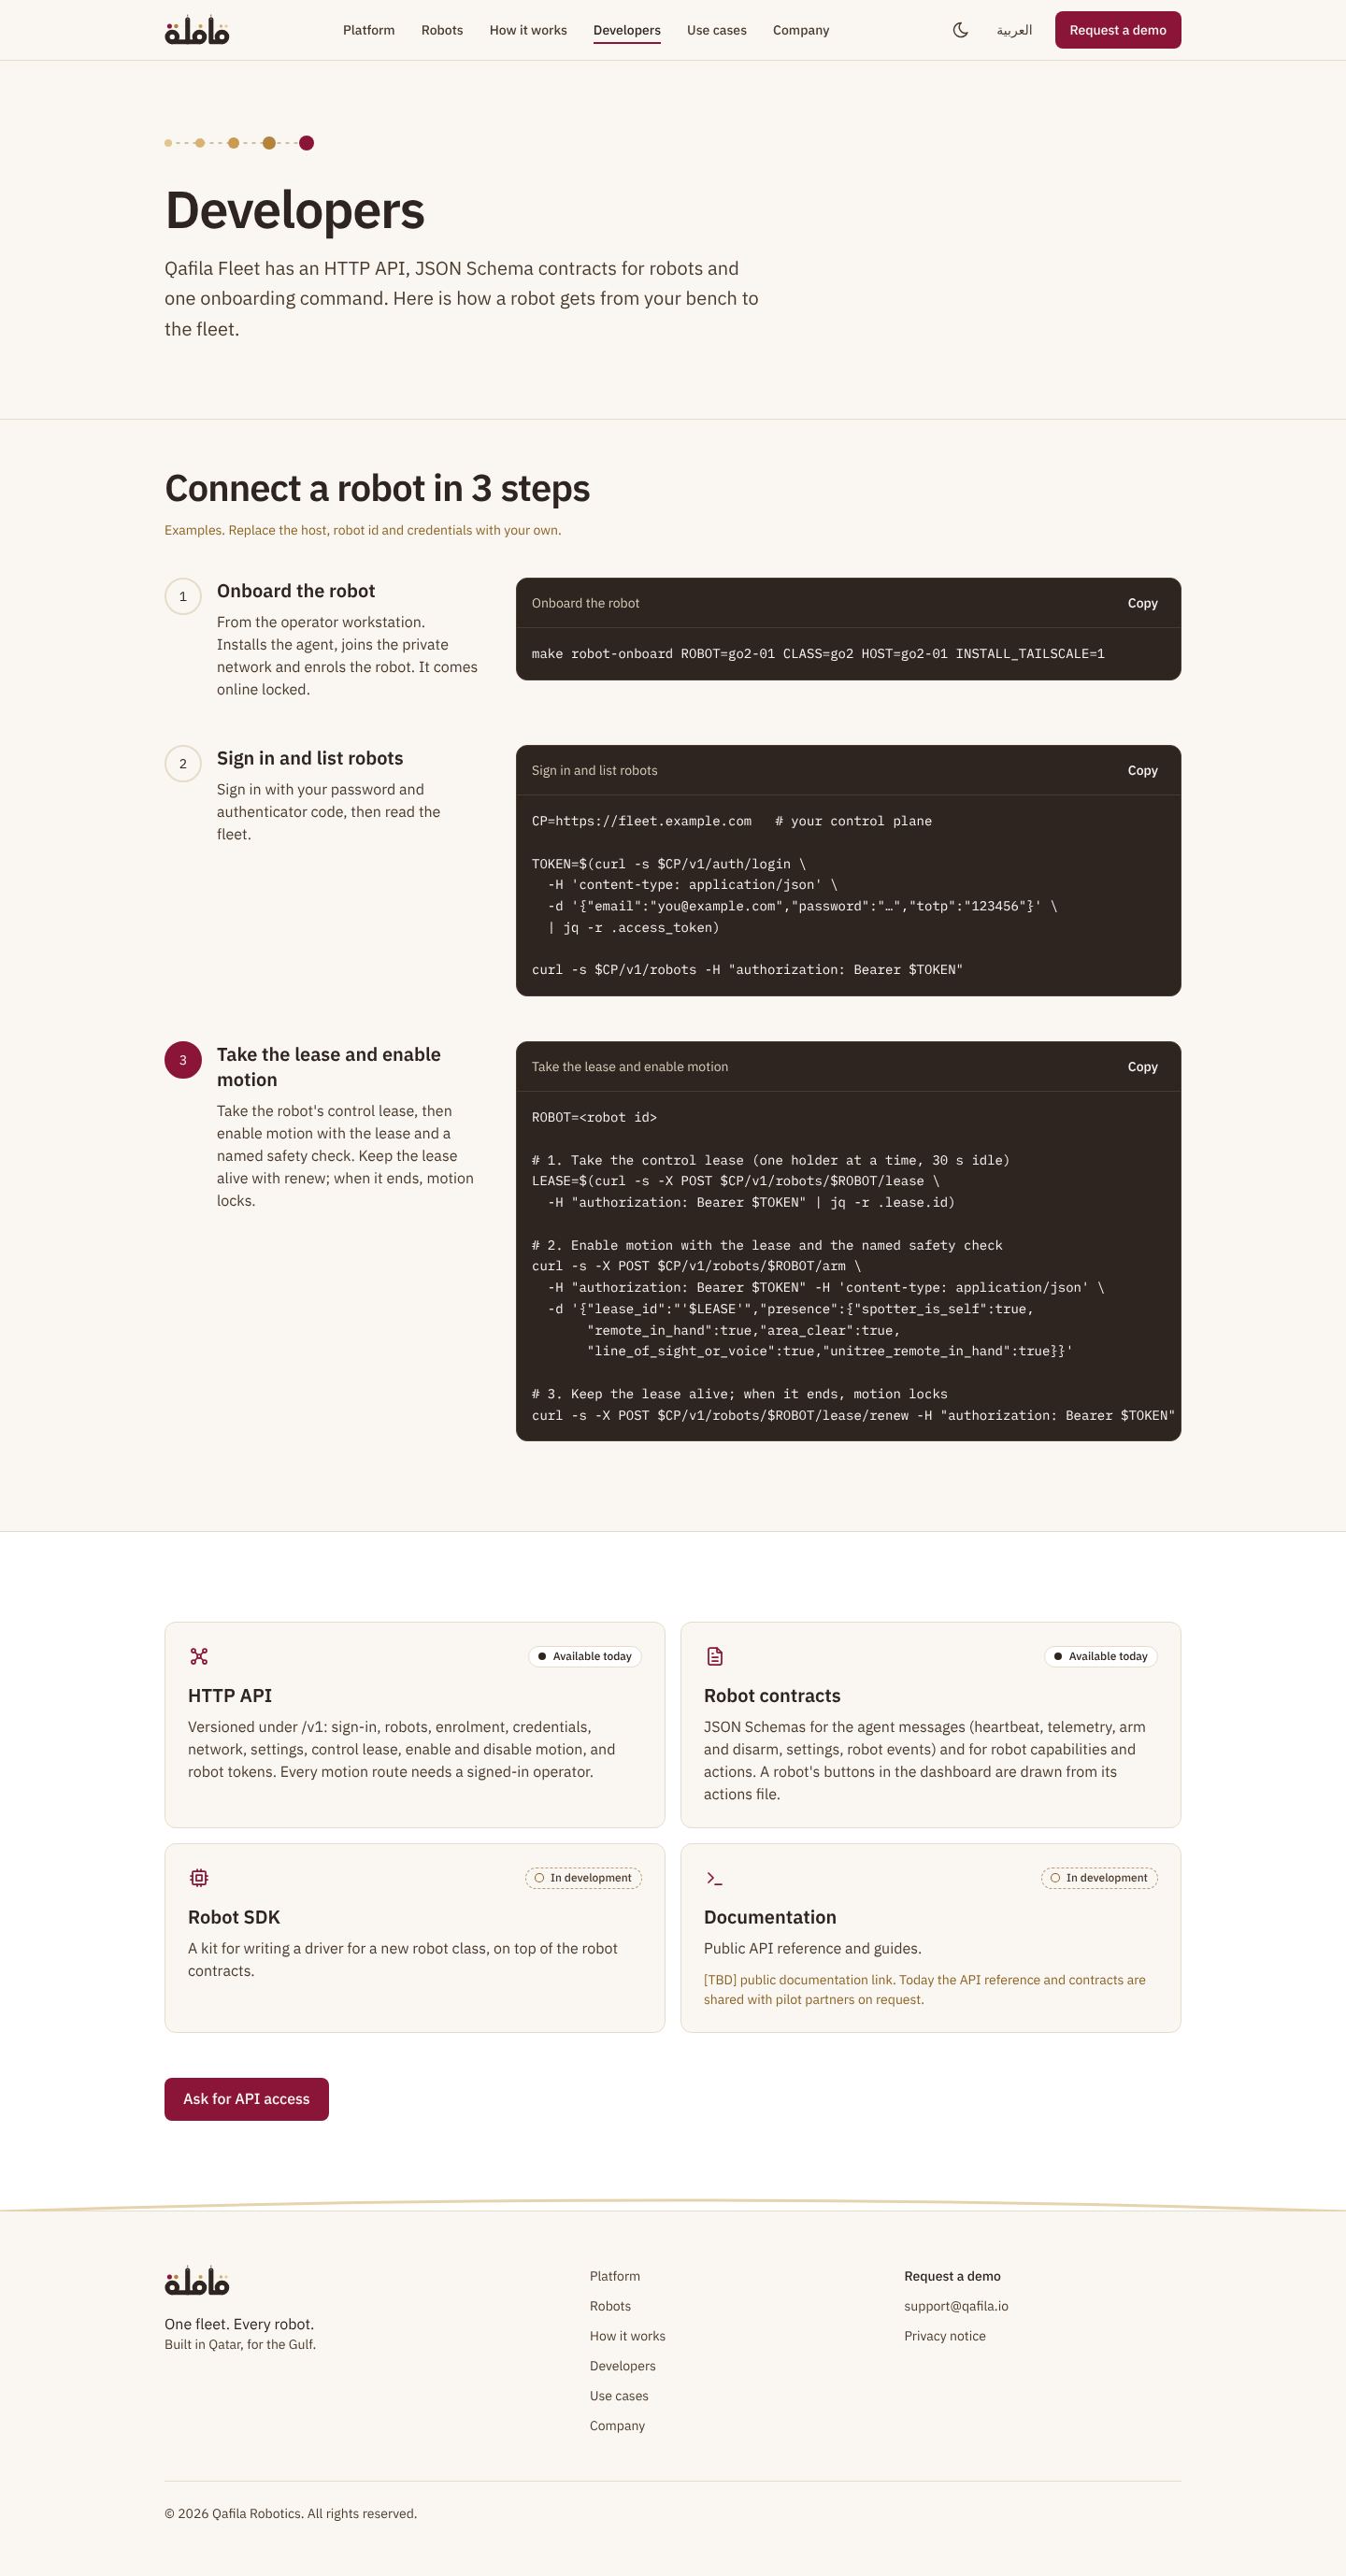 قافلة
Platform
Robots
How it works
Developers
Use cases
Company
العربية
Request a demo
Developers
Qafila Fleet has an HTTP API, JSON Schema contracts for robots and
one onboarding command. Here is how a robot gets from your bench to
the fleet.
Connect a robot in 3 steps
Examples. Replace the host, robot id and credentials with your own.
1
Onboard the robot
From the operator workstation.
Installs the agent, joins the private
network and enrols the robot. It comes
online locked.
Onboard the robot
Copy
make robot-onboard ROBOT=go2-01 CLASS=go2 HOST=go2-01 INSTALL_TAILSCALE=1
2
Sign in and list robots
Sign in with your password and
authenticator code, then read the
fleet.
Sign in and list robots
Copy
CP=https://fleet.example.com   # your control plane
TOKEN=$(curl -s $CP/v1/auth/login \
  -H 'content-type: application/json' \
  -d '{"email":"you@example.com","password":"…","totp":"123456"}' \
  | jq -r .access_token)
curl -s $CP/v1/robots -H "authorization: Bearer $TOKEN"
3
Take the lease and enable
motion
Take the robot's control lease, then
enable motion with the lease and a
named safety check. Keep the lease
alive with renew; when it ends, motion
locks.
Take the lease and enable motion
Copy
ROBOT=<robot id>
# 1. Take the control lease (one holder at a time, 30 s idle)
LEASE=$(curl -s -X POST $CP/v1/robots/$ROBOT/lease \
  -H "authorization: Bearer $TOKEN" | jq -r .lease.id)
# 2. Enable motion with the lease and the named safety check
curl -s -X POST $CP/v1/robots/$ROBOT/arm \
  -H "authorization: Bearer $TOKEN" -H 'content-type: application/json' \
  -d '{"lease_id":"'$LEASE'","presence":{"spotter_is_self":true,
       "remote_in_hand":true,"area_clear":true,
       "line_of_sight_or_voice":true,"unitree_remote_in_hand":true}}'
# 3. Keep the lease alive; when it ends, motion locks
curl -s -X POST $CP/v1/robots/$ROBOT/lease/renew -H "authorization: Bearer $TOKEN"
Available today
HTTP API
Versioned under /v1: sign-in, robots, enrolment, credentials,
network, settings, control lease, enable and disable motion, and
robot tokens. Every motion route needs a signed-in operator.
Available today
Robot contracts
JSON Schemas for the agent messages (heartbeat, telemetry, arm
and disarm, settings, robot events) and for robot capabilities and
actions. A robot's buttons in the dashboard are drawn from its
actions file.
In development
Robot SDK
A kit for writing a driver for a new robot class, on top of the robot
contracts.
In development
Documentation
Public API reference and guides.
[TBD] public documentation link. Today the API reference and contracts are
shared with pilot partners on request.
Ask for API access
قافلة
One fleet. Every robot.
Built in Qatar, for the Gulf.
Platform
Robots
How it works
Developers
Use cases
Company
Request a demo
support@qafila.io
Privacy notice
© 2026 Qafila Robotics. All rights reserved.